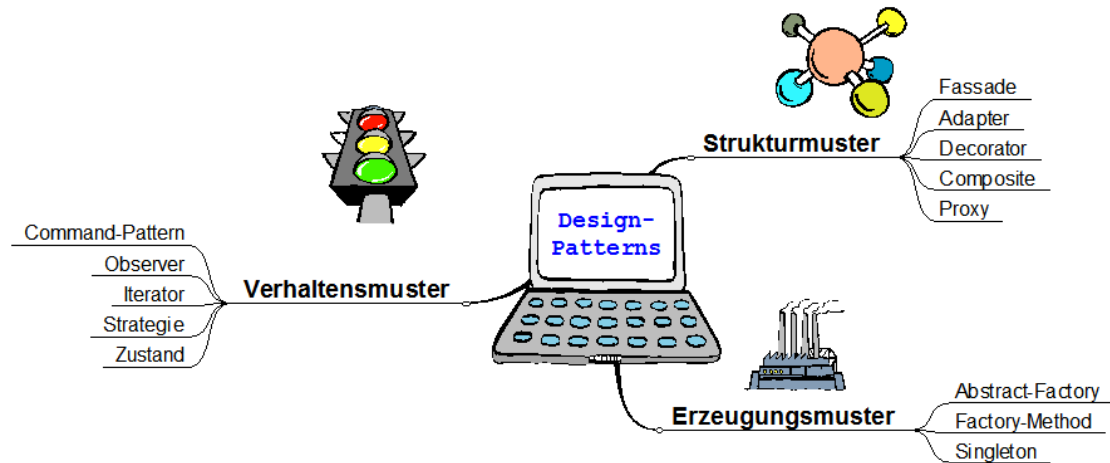 Design-
Patterns
Strukturmuster
Fassade
Adapter
Decorator
Composite
Proxy
Verhaltensmuster
Command-Pattern
Observer
Iterator
Strategie
Zustand
Erzeugungsmuster
Abstract-Factory
Factory-Method
Singleton